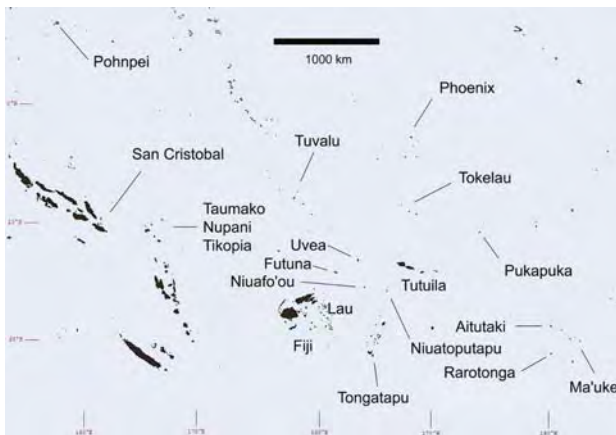 Pohnpei
1000 km
Phoenix
Tuvalu
San Cristobal
Tokelau
Taumako
Nupani
Tikopia
Uvea
Futuna
Pukapuka
Niuafo'ou
Tutuila
Lau
Fiji
Niuatoputapu
Aitutaki
Rarotonga
Ma'uke
Tongatapu